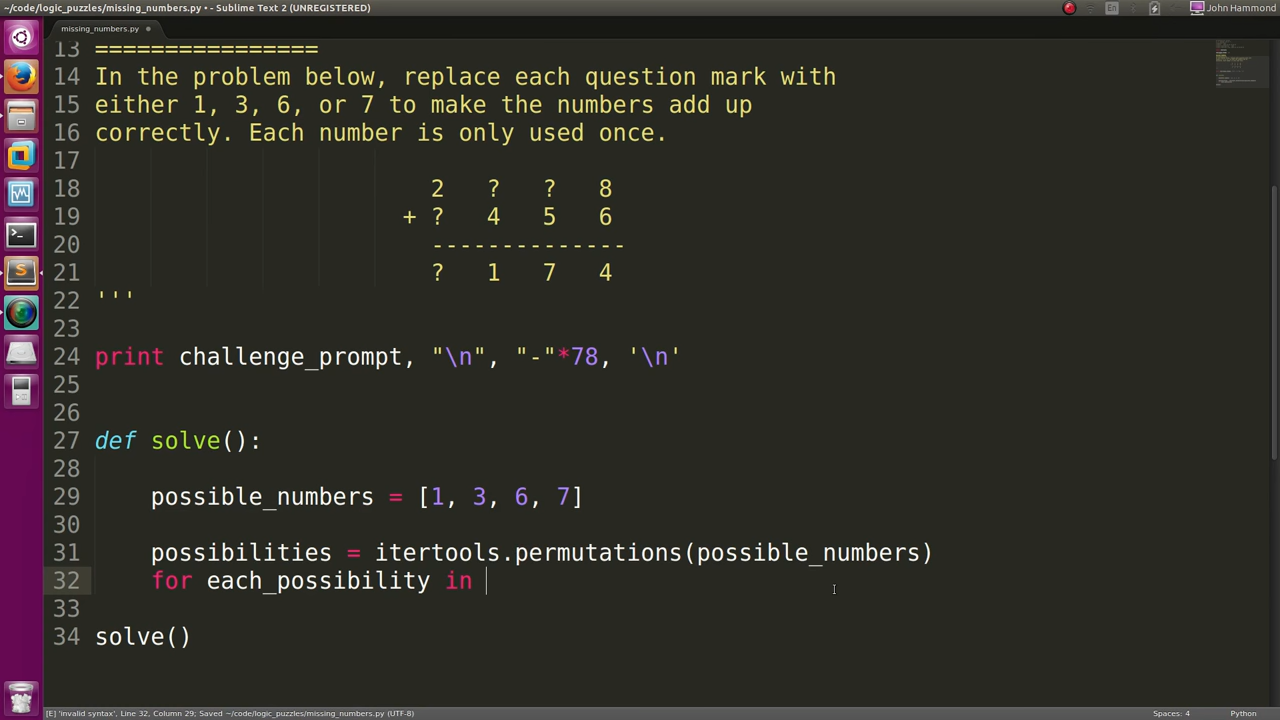 ~/code/logic_puzzles/missing_numbers.py • - Sublime Text 2 (UNREGISTERED)
En
John Hammond
missing_numbers.py
13 ================
14 In the problem below, replace each question mark with
15 either 1, 3, 6, or 7 to make the numbers add up
16 correctly. Each number is only used once.
17
18 2 ? ? 8
19 + ? 4 5 6
20 --------------
21 ? 1 7 4
22 '''
23
24 print challenge_prompt, "\n", "-"*78, '\n'
25
26
27 def solve():
28
29 possible_numbers = [1, 3, 6, 7]
30
31 possibilities = itertools.permutations(possible_numbers)
32 for each_possibility in
33
34 solve()
[E] 'invalid syntax', Line 32, Column 29; Saved ~/code/logic_puzzles/missing_numbers.py (UTF-8)
Spaces: 4
Python